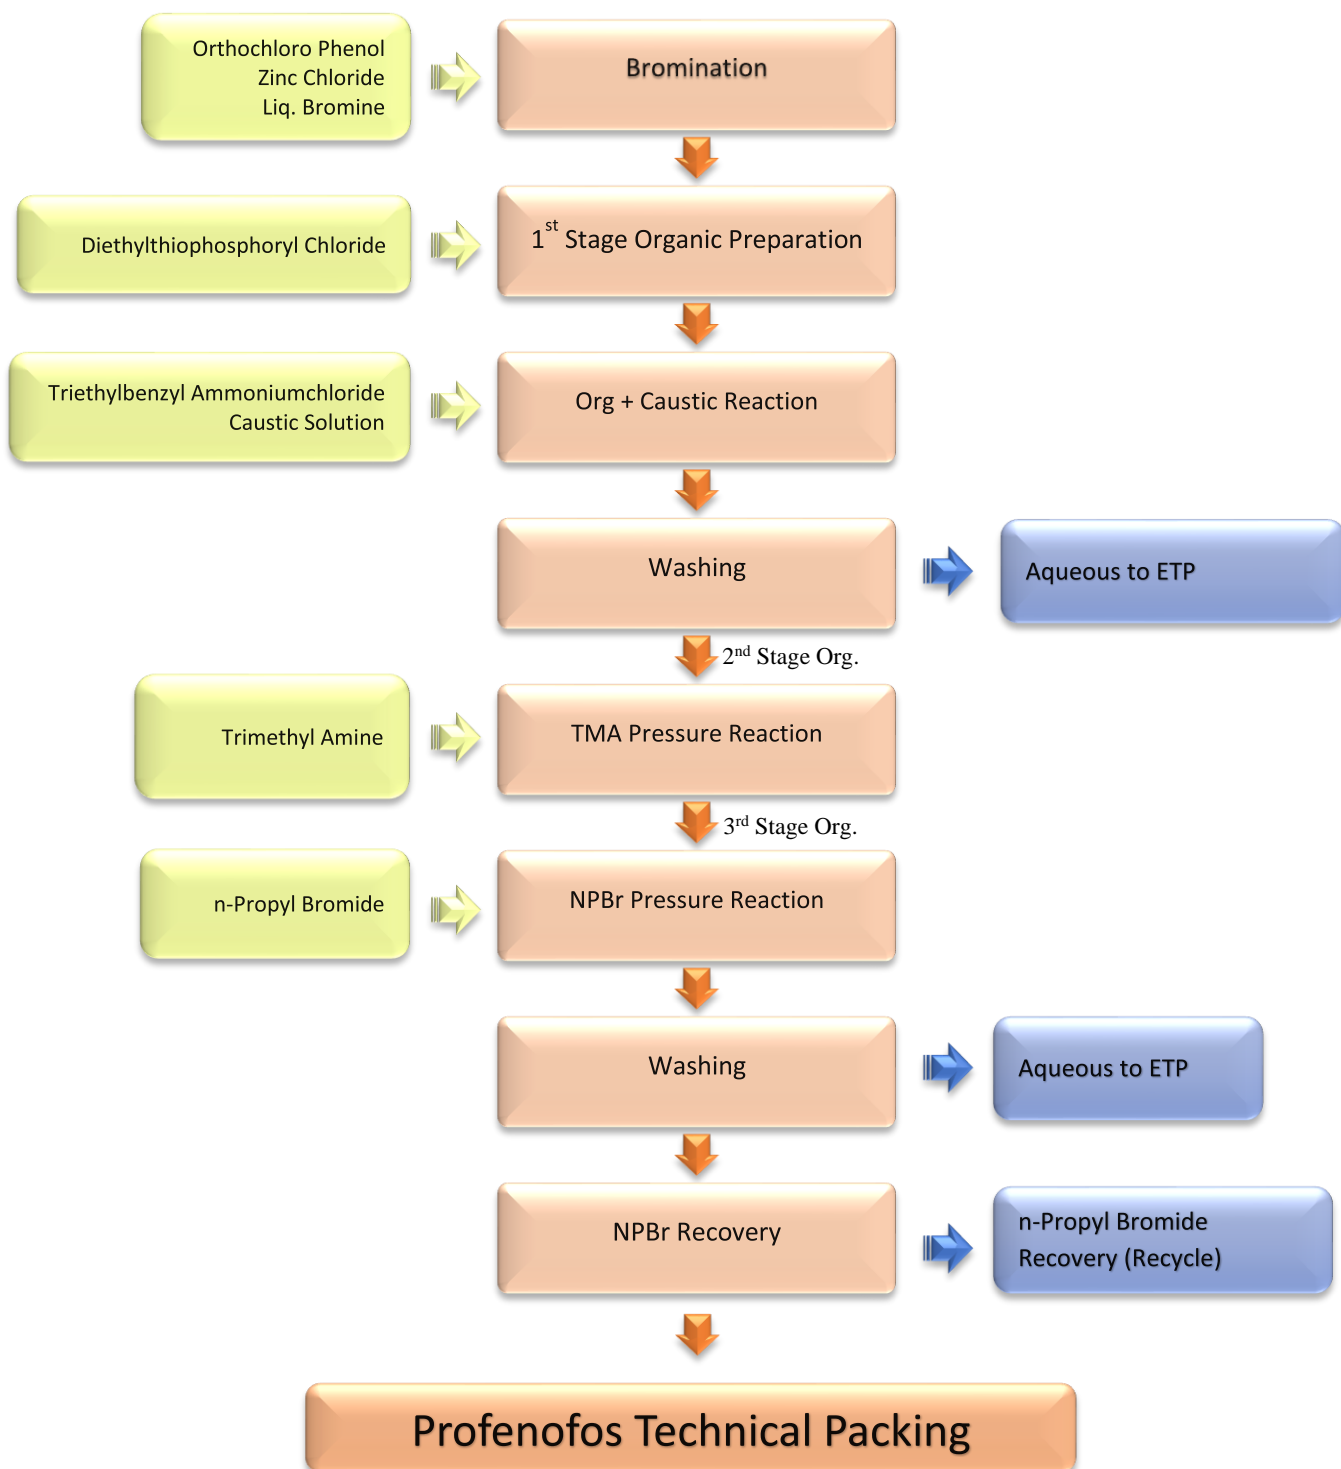 Orthochloro Phenol
Zinc Chloride
Liq. Bromine
Bromination
Diethylthiophosphoryl Chloride
1st Stage Organic Preparation
Triethylbenzyl Ammoniumchloride
Caustic Solution
Org + Caustic Reaction
Washing
Aqueous to ETP
2nd Stage Org.
Trimethyl Amine
TMA Pressure Reaction
3rd Stage Org.
n-Propyl Bromide
NPBr Pressure Reaction
Washing
Aqueous to ETP
NPBr Recovery
n-Propyl Bromide
Recovery (Recycle)
Profenofos Technical Packing